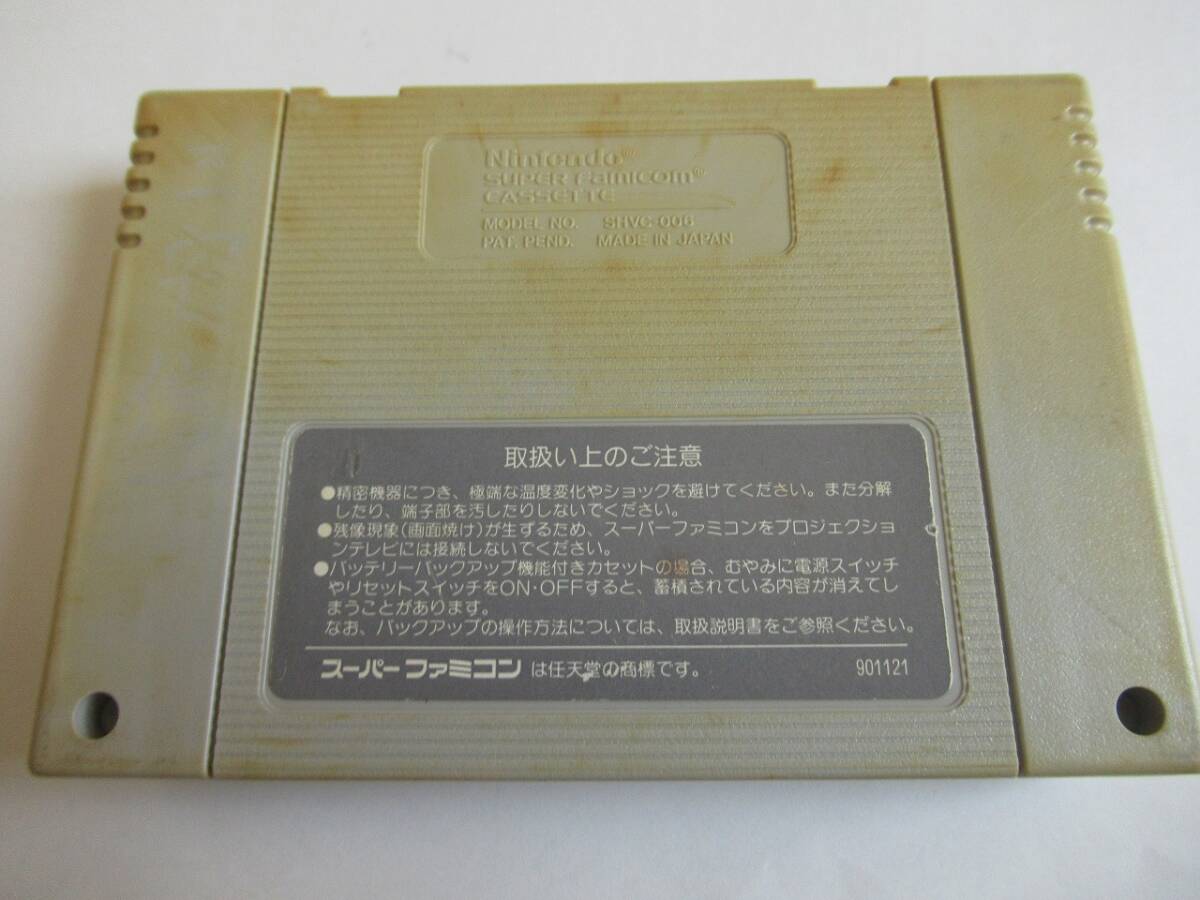 Nintendo®
SUPER FAMICOM®
CASSETTE
MODEL NO. SHVC-006
PAT. PEND. MADE IN JAPAN
取扱い上のご注意
●精密機器につき、極端な温度変化やショックを避けてください。また分解
したり、端子部を汚したりしないでください。
●残像現象(画面焼け)が生ずるため、スーパーファミコンをプロジェクショ
ンテレビには接続しないでください。
●バッテリーバックアップ機能付きカセットの場合、むやみに電源スイッチ
やリセットスイッチをON・OFFすると、蓄積されている内容が消えてし
まうことがあります。
なお、バックアップの操作方法については、取扱説明書をご参照ください。
スーパーファミコン は任天堂の商標です。 901121